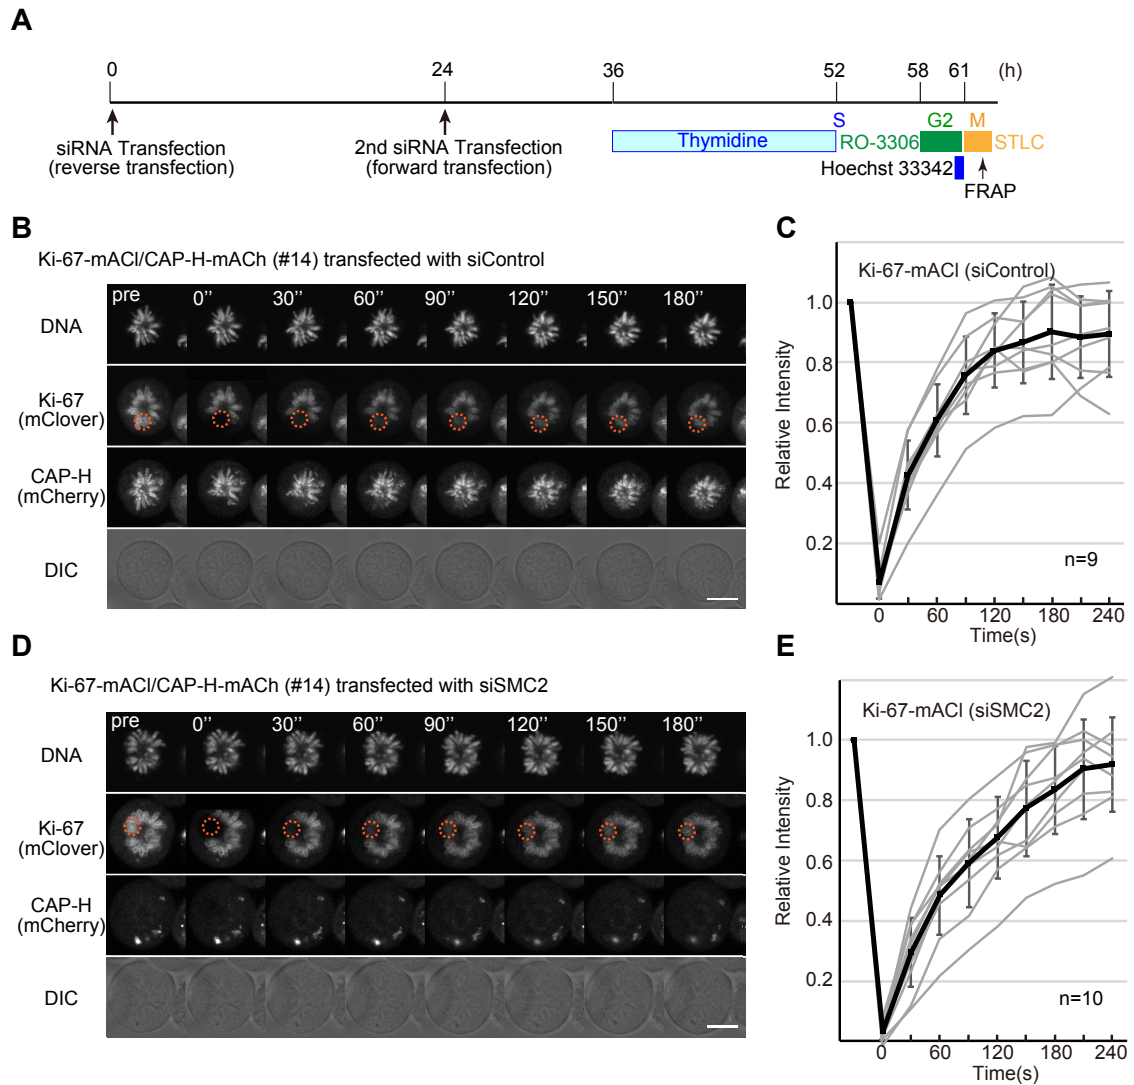 A
0 24 36 52 58 61 (h)
S G2 M
Thymidine RO-3306 STLC
siRNA Transfection
(reverse transfection)
2nd siRNA Transfection
(forward transfection)
Hoechst 33342
FRAP
B
Ki-67-mACl/CAP-H-mACh (#14) transfected with siControl
pre 0’’ 30’’ 60’’ 90’’ 120’’ 150’’ 180’’
DNA
Ki-67
(mClover)
CAP-H
(mCherry)
DIC
C
Ki-67-mACl (siControl)
Relative Intensity
1.0
0.8
0.6
0.4
0.2
n=9
0 60 120 180 240
Time(s)
D
Ki-67-mACl/CAP-H-mACh (#14) transfected with siSMC2
pre 0’’ 30’’ 60’’ 90’’ 120’’ 150’’ 180’’
DNA
Ki-67
(mClover)
CAP-H
(mCherry)
DIC
E
Ki-67-mACl (siSMC2)
Relative Intensity
1.0
0.8
0.6
0.4
0.2
n=10
0 60 120 180 240
Time(s)